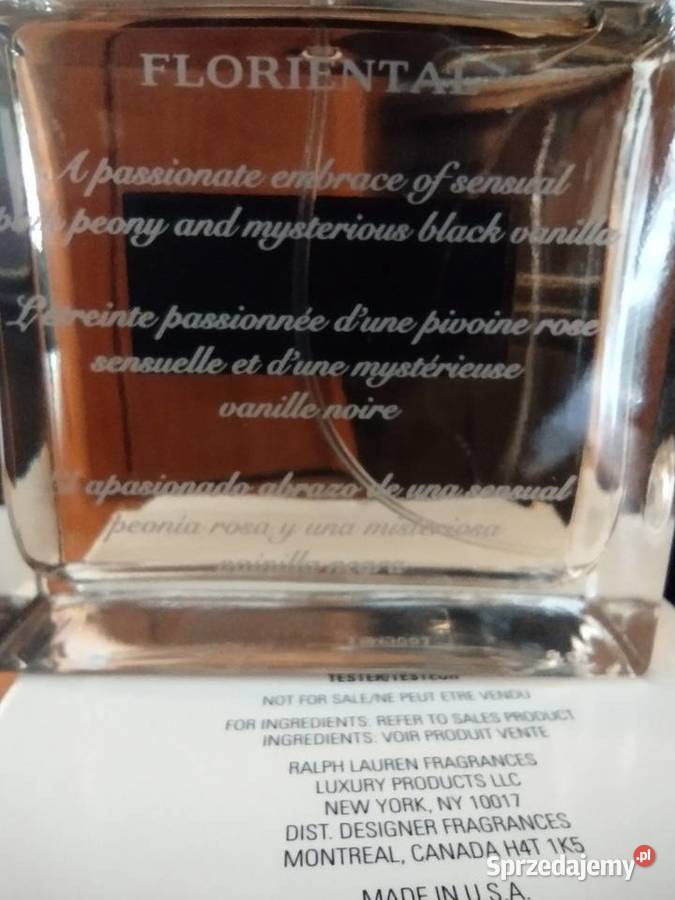 FLORIENTAL
A passionate embrace of sensual
peony and mysterious black vanilla
L'étreinte passionnée d'une pivoine rose
sensuelle et d'une mystérieuse
vanille noire
apasionado abrazo de una sensual
peonía rosa y una misteriosa
TESTER/TESTEUR
NOT FOR SALE/NE PEUT ETRE VENDU
FOR INGREDIENTS: REFER TO SALES PRODUCT
INGREDIENTS: VOIR PRODUIT VENTE
RALPH LAUREN FRAGRANCES
LUXURY PRODUCTS LLC
NEW YORK, NY 10017
DIST. DESIGNER FRAGRANCES
MONTREAL, CANADA H4T 1K5
MADE IN U.S.A.
Sprzedajemy.pl